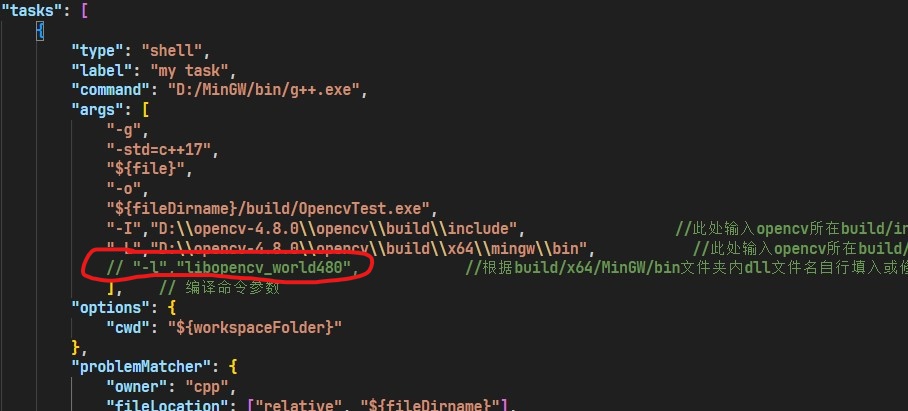 "tasks": [
{
"type": "shell",
"label": "my task",
"command": "D:/MinGW/bin/g++.exe",
"args": [
"-g",
"-std=c++17",
"${file}",
"-o",
"${fileDirname}/build/OpencvTest.exe",
"-I","D:\\opencv-4.8.0\\opencv\\build\\include", //此处输入opencv所在build/in
"-L","D:\\opencv-4.8.0\\opencv\\build\\x64\\mingw\\bin", //此处输入opencv所在build/
// "-l","libopencv_world480", //根据build/x64/MinGW/bin文件夹内dll文件名自行填入或修
], // 编译命令参数
"options": {
"cwd": "${workspaceFolder}"
},
"problemMatcher": {
"owner": "cpp",
"fileLocation": ["relative", "${fileDirname}"],